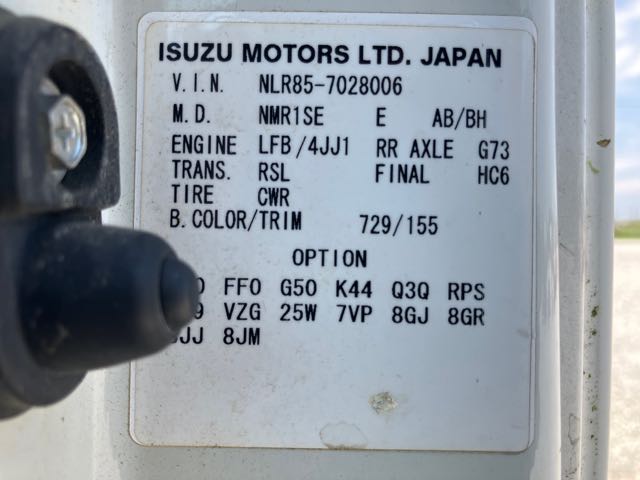 ISUZU MOTORS LTD. JAPAN
V.I.N. NLR85-7028006
M.D. NMR1SE E AB/BH
ENGINE LFB/4JJ1 RR AXLE G73
TRANS. RSL FINAL HC6
TIRE CWR
B.COLOR/TRIM 729/155
OPTION
FF0 G50 K44 Q3Q RPS
VZG 25W 7VP 8GJ 8GR
8JM